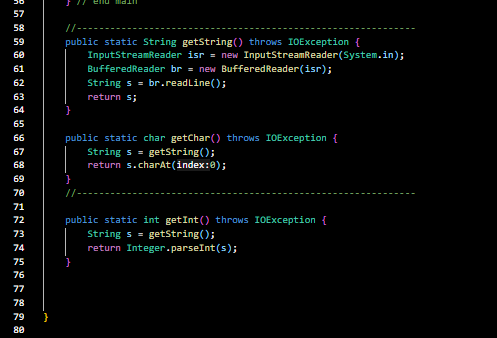 56 } // end main
57
58 //-------------------------------------------------------------
59 public static String getString() throws IOException {
60 InputStreamReader isr = new InputStreamReader(System.in);
61 BufferedReader br = new BufferedReader(isr);
62 String s = br.readLine();
63 return s;
64 }
65
66 public static char getChar() throws IOException {
67 String s = getString();
68 return s.charAt(index:0);
69 }
70 //-------------------------------------------------------------
71
72 public static int getInt() throws IOException {
73 String s = getString();
74 return Integer.parseInt(s);
75 }
76
77
78
79 }
80